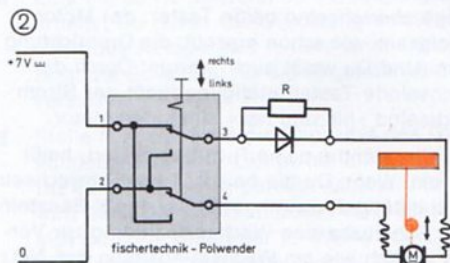 ②
+7V
rechts
links
R
1
3
2
4
fischertechnik - Polwender
0
M